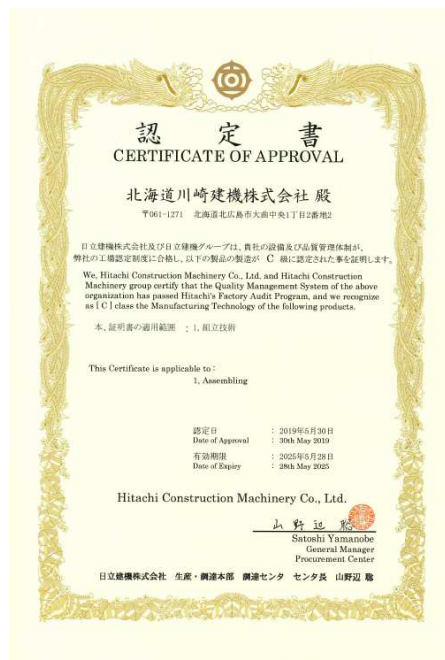 認 定 書
CERTIFICATE OF APPROVAL
北海道川崎建機株式会社 殿
〒061-1271 北海道北広島市大曲中央1丁目2番地2
日立建機株式会社及び日立建機グループは、貴社の設備及び品質管理体制が、
弊社の工場認定制度に合格し、以下の製品の製造が C 級に認定された事を証明します。
We, Hitachi Construction Machinery Co., Ltd. and Hitachi Construction
Machinery group certify that the Quality Management System of the above
organization has passed Hitachi's Factory Audit Program, and we recognize
as [ C ] class the Manufacturing Technology of the following products.
本、証明書の適用範囲 : 1, 組立技術
This Certificate is applicable to :
1, Assembling
認定日 : 2019年5月30日
Date of Approval : 30th May 2019
有効期限 : 2025年5月28日
Date of Expiry : 28th May 2025
Hitachi Construction Machinery Co., Ltd.
山野辺 聡
Satoshi Yamanobe
General Manager
Procurement Center
日立建機株式会社 生産・調達本部 調達センタ センタ長 山野辺 聡